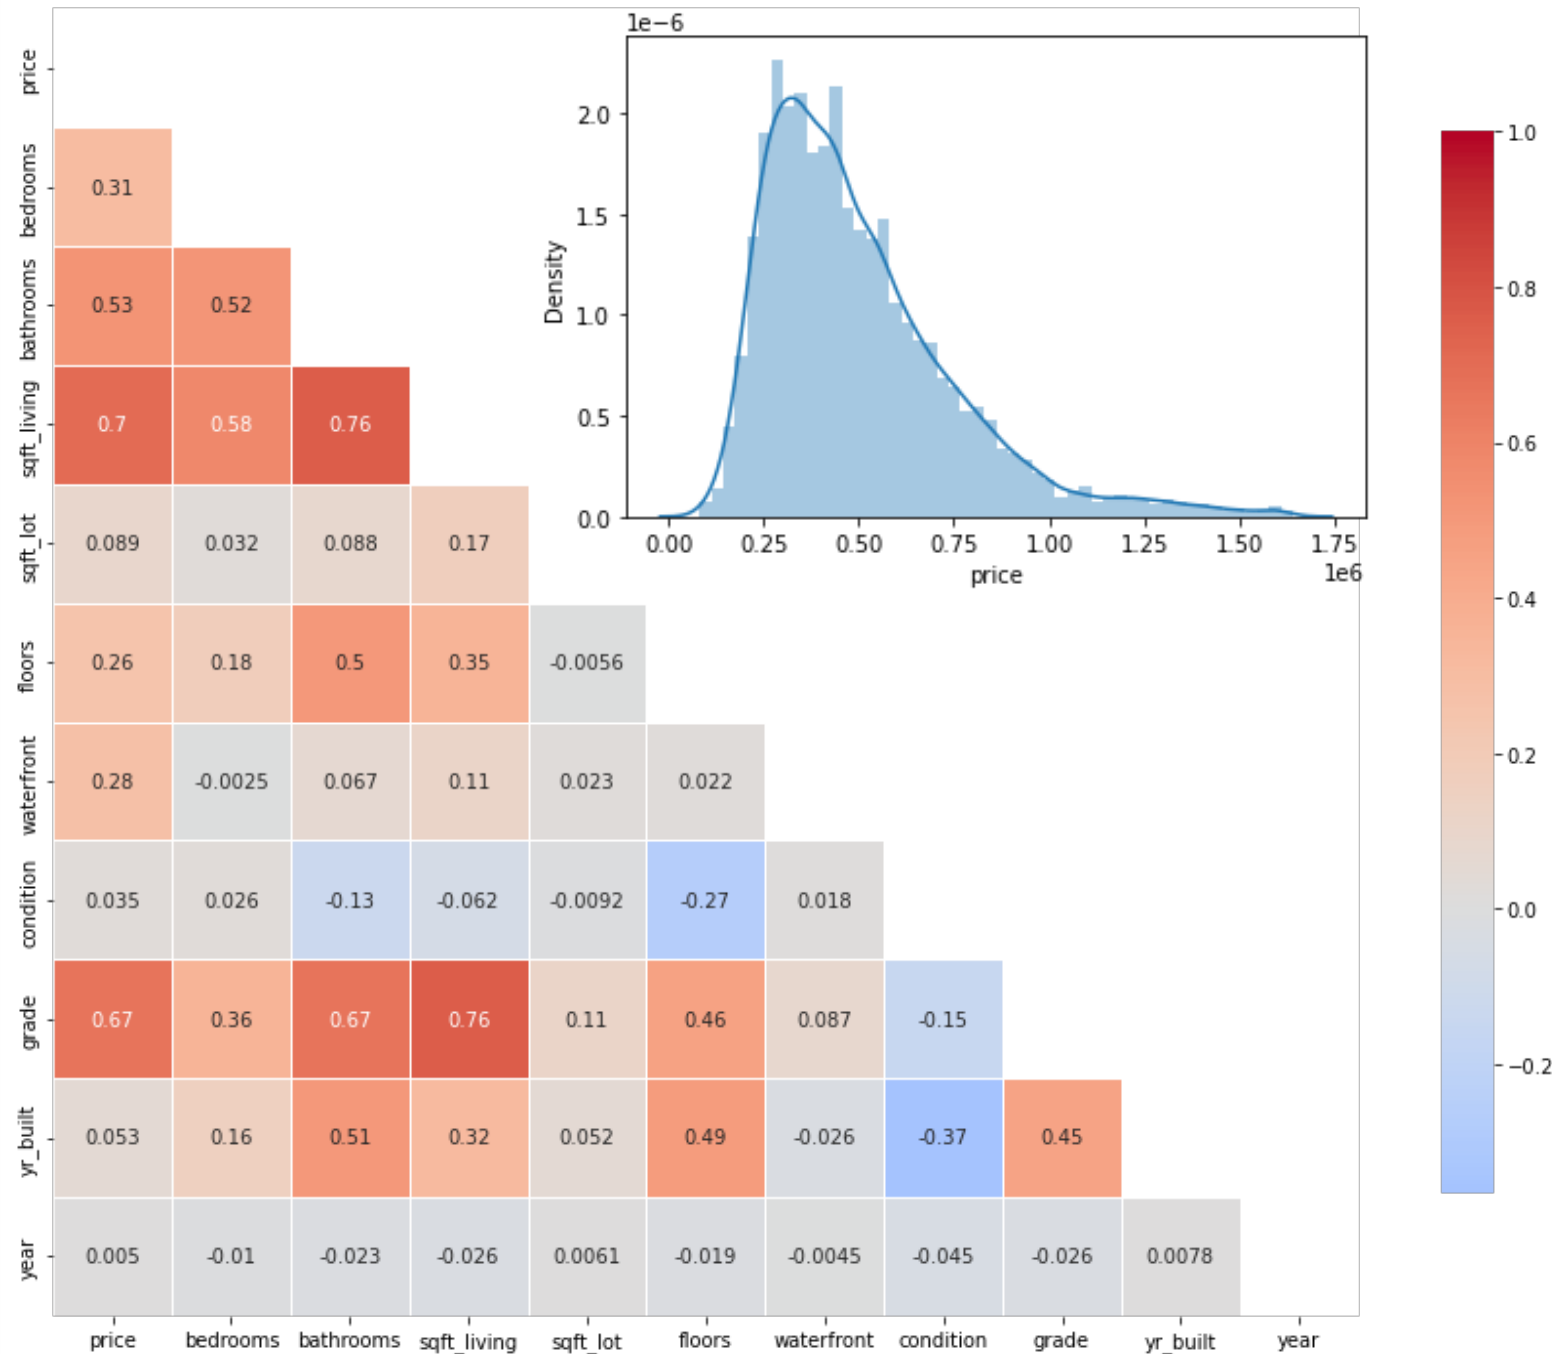 1e−6
price
2.0
bedrooms
0.31
1.5
Density
bathrooms
0.53 0.52
1.0
sqft_living
0.7 0.58 0.76
0.5
0.0
sqft_lot
0.089 0.032 0.088 0.17
0.00 0.25 0.50 0.75 1.00 1.25 1.50 1.75
price
1e6
floors
0.26 0.18 0.5 0.35 -0.0056
waterfront
0.28 -0.0025 0.067 0.11 0.023 0.022
condition
0.035 0.026 -0.13 -0.062 -0.0092 -0.27 0.018
grade
0.67 0.36 0.67 0.76 0.11 0.46 0.087 -0.15
yr_built
0.053 0.16 0.51 0.32 0.052 0.49 -0.026 -0.37 0.45
year
0.005 -0.01 -0.023 -0.026 0.0061 -0.019 -0.0045 -0.045 -0.026 0.0078
price bedrooms bathrooms sqft_living sqft_lot floors waterfront condition grade yr_built year
1.0
0.8
0.6
0.4
0.2
0.0
−0.2